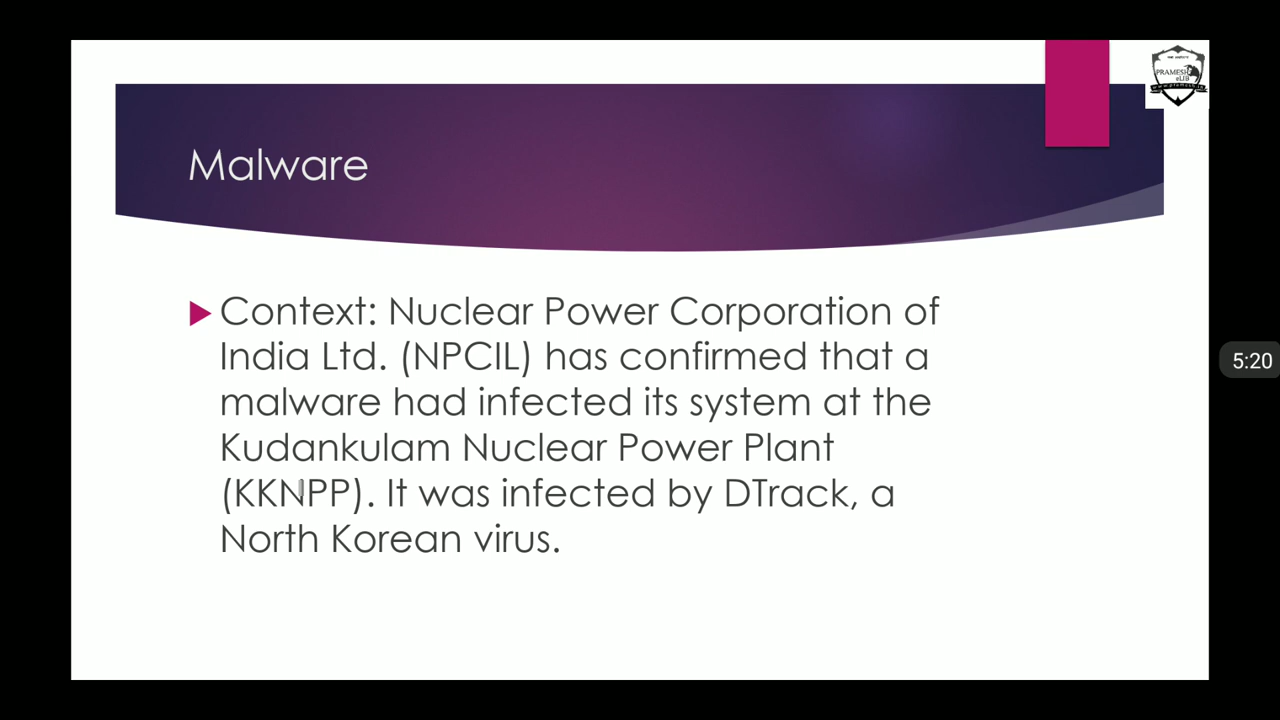 Malware
Context: Nuclear Power Corporation of
India Ltd. (NPCIL) has confirmed that a
malware had infected its system at the
Kudankulam Nuclear Power Plant
(KKNPP). It was infected by DTrack, a
North Korean virus.
PRAMESH
eLIB
5:20